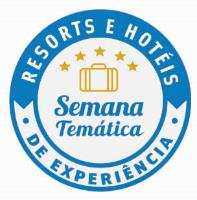 RESORTS E HOTÉIS
Semana
Temática
DE EXPERIÊNCIA